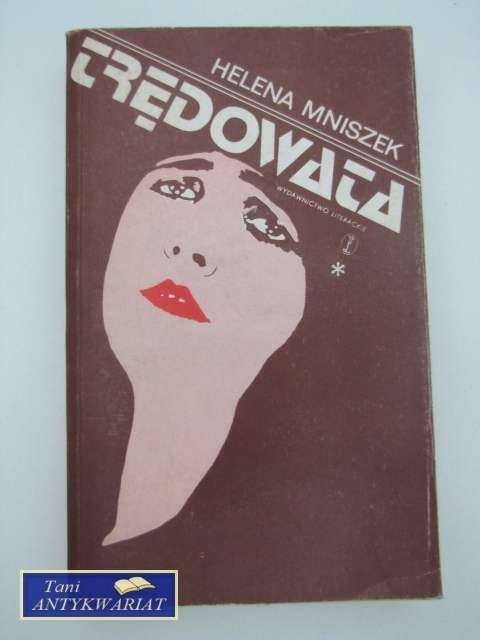 HELENA MNISZEK
TRĘDOWATA
WYDAWNICTWO LITERACKIE
*
Tani
ANTYKWARIAT